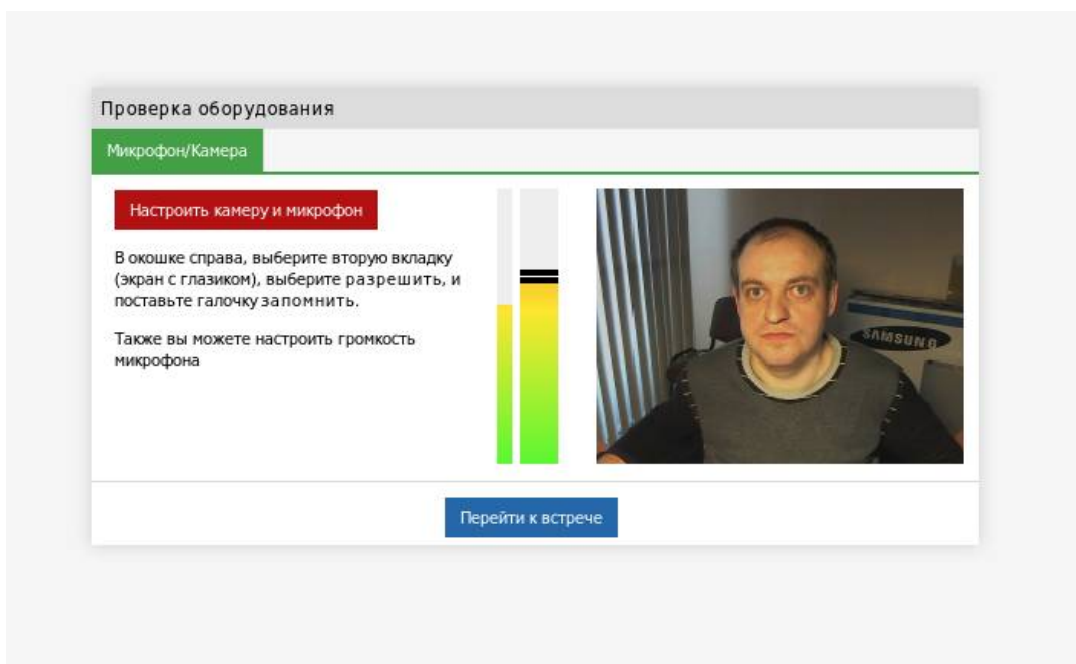 Проверка оборудования
Микрофон/Камера
Настроить камеру и микрофон
В окошке справа, выберите вторую вкладку
(экран с глазиком), выберите разрешить, и
поставьте галочку запомнить.
Также вы можете настроить громкость
микрофона
SAMSUNG
Перейти к встрече